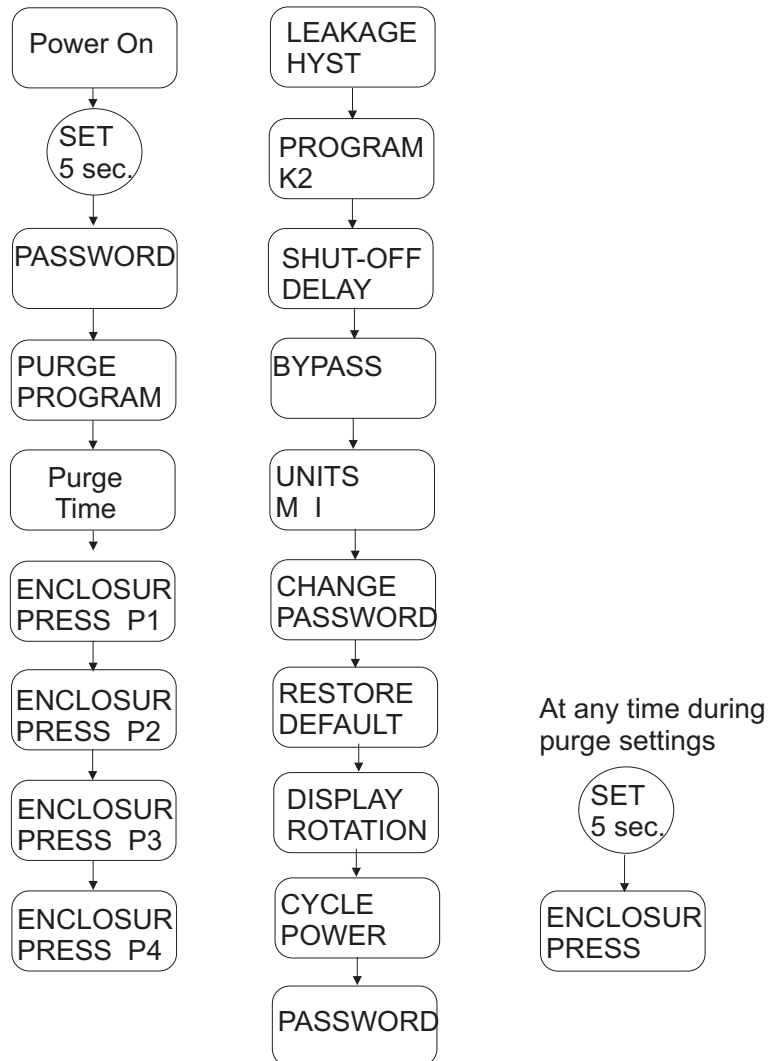 Power On
SET
5 sec.
PASSWORD
PURGE
PROGRAM
Purge
Time
ENCLOSUR
PRESS P1
ENCLOSUR
PRESS P2
ENCLOSUR
PRESS P3
ENCLOSUR
PRESS P4
LEAKAGE
HYST
PROGRAM
K2
SHUT-OFF
DELAY
BYPASS
UNITS
M I
CHANGE
PASSWORD
RESTORE
DEFAULT
DISPLAY
ROTATION
CYCLE
POWER
PASSWORD
At any time during
purge settings
SET
5 sec.
ENCLOSUR
PRESS